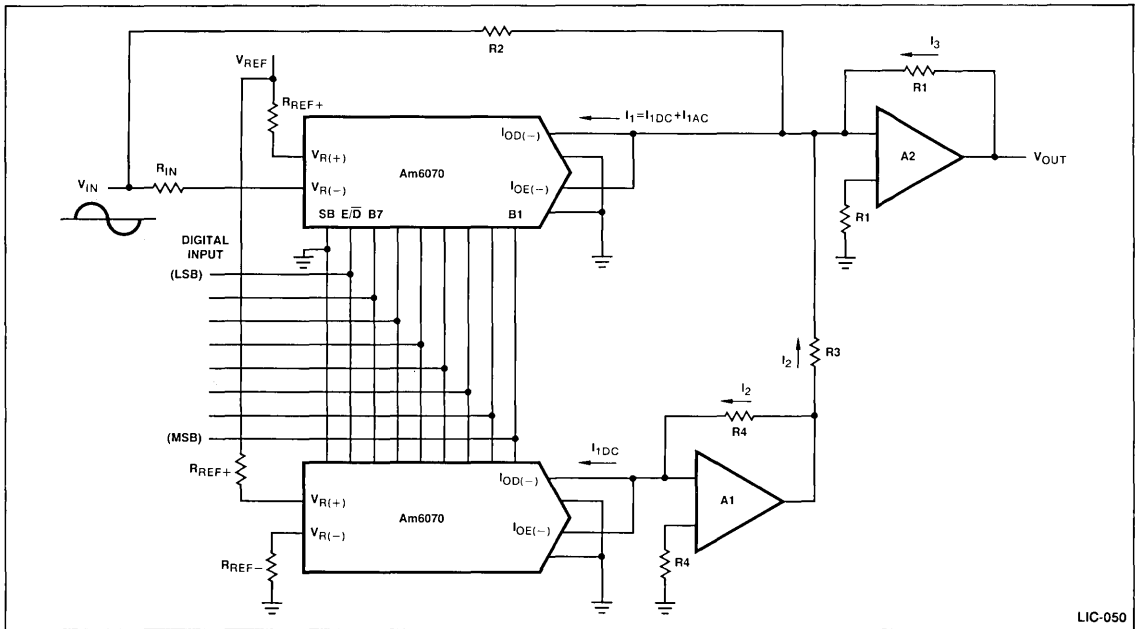 R2
I3
VREF
R1
RREF+
I1=I1DC+I1AC
IOD(−)
A2
VOUT
VR(+)
RIN
Am6070
VIN
VR(−)
IOE(−)
R1
SB E/D̅ B7 B1
DIGITAL
INPUT
(LSB)
R3
I2
I2
R4
(MSB)
I1DC
RREF+
IOD(−)
A1
VR(+)
Am6070
VR(−)
IOE(−)
R4
RREF−
LIC-050